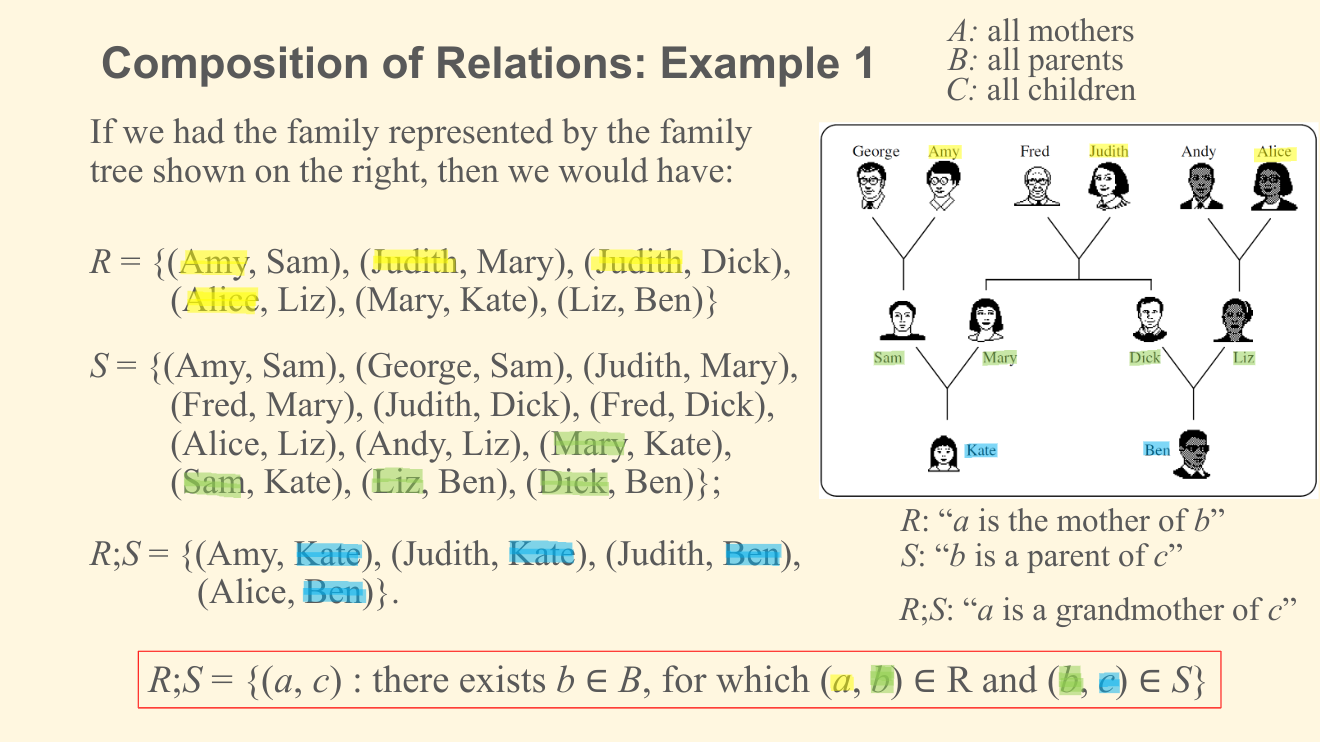 Composition of Relations: Example 1
A: all mothers
B: all parents
C: all children
If we had the family represented by the family
tree shown on the right, then we would have:
R = {(Amy, Sam), (Judith, Mary), (Judith, Dick),
(Alice, Liz), (Mary, Kate), (Liz, Ben)}
S = {(Amy, Sam), (George, Sam), (Judith, Mary),
(Fred, Mary), (Judith, Dick), (Fred, Dick),
(Alice, Liz), (Andy, Liz), (Mary, Kate),
(Sam, Kate), (Liz, Ben), (Dick, Ben)};
R;S = {(Amy, Kate), (Judith, Kate), (Judith, Ben),
(Alice, Ben)}.
George Amy Fred Judith Andy Alice
Sam Mary Dick Liz
Kate Ben
R: “a is the mother of b”
S: “b is a parent of c”
R;S: “a is a grandmother of c”
R;S = {(a, c) : there exists b ∈ B, for which (a, b) ∈ R and (b, c) ∈ S}